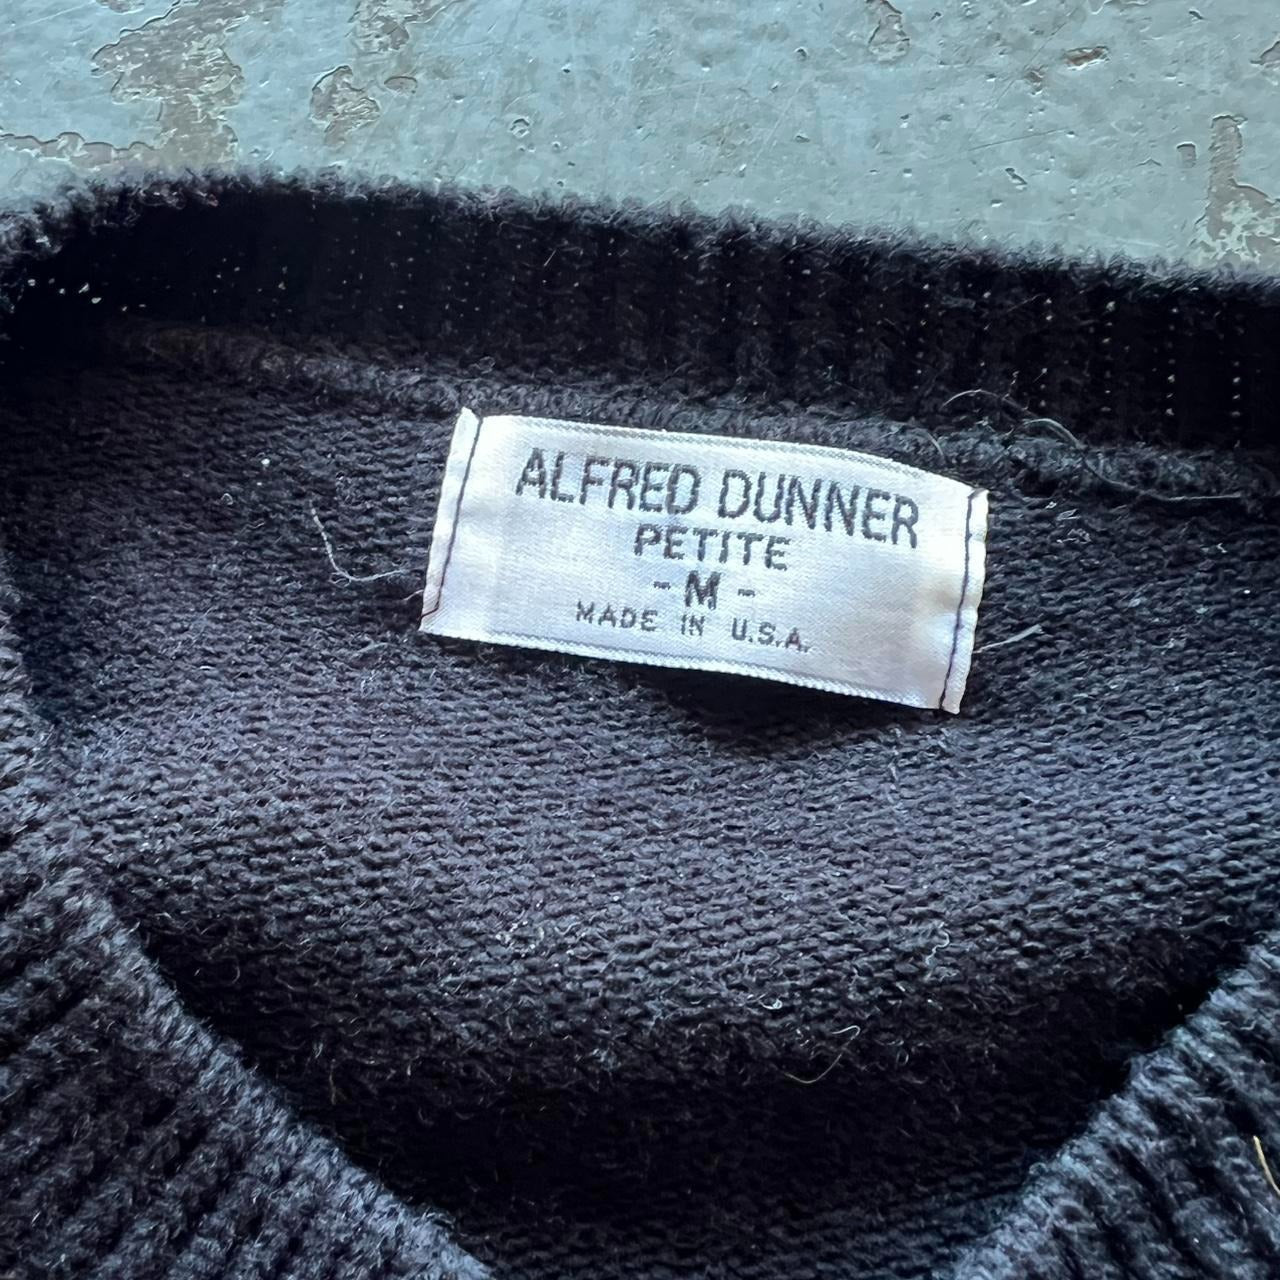 ALFRED DUNNER
PETITE
- M -
MADE IN U.S.A.